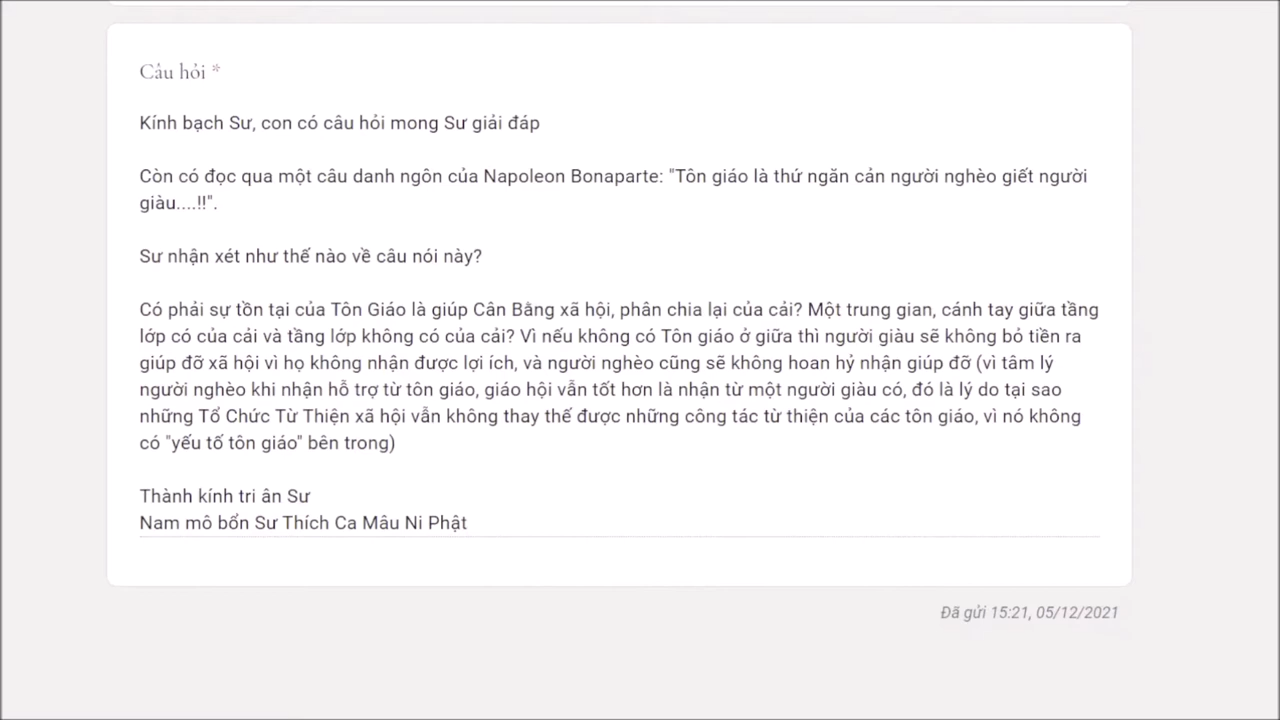 Câu hỏi *
Kính bạch Sư, con có câu hỏi mong Sư giải đáp
Còn có đọc qua một câu danh ngôn của Napoleon Bonaparte: "Tôn giáo là thứ ngăn cản người nghèo giết người
giàu....!!".
Sư nhận xét như thế nào về câu nói này?
Có phải sự tồn tại của Tôn Giáo là giúp Cân Bằng xã hội, phân chia lại của cải? Một trung gian, cánh tay giữa tầng
lớp có của cải và tầng lớp không có của cải? Vì nếu không có Tôn giáo ở giữa thì người giàu sẽ không bỏ tiền ra
giúp đỡ xã hội vì họ không nhận được lợi ích, và người nghèo cũng sẽ không hoan hỷ nhận giúp đỡ (vì tâm lý
người nghèo khi nhận hỗ trợ từ tôn giáo, giáo hội vẫn tốt hơn là nhận từ một người giàu có, đó là lý do tại sao
những Tổ Chức Từ Thiện xã hội vẫn không thay thế được những công tác từ thiện của các tôn giáo, vì nó không
có "yếu tố tôn giáo" bên trong)
Thành kính tri ân Sư
Nam mô bổn Sư Thích Ca Mâu Ni Phật
Đã gửi 15:21, 05/12/2021